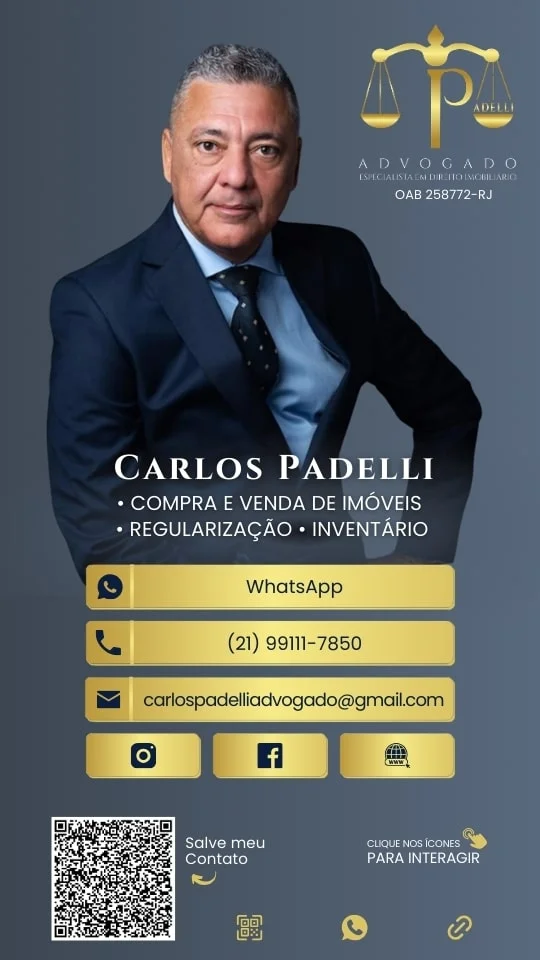 P
ADELLI
ADVOGADO
ESPECIALISTA EM DIREITO IMOBILIÁRIO
OAB 258772-RJ
CARLOS PADELLI
• COMPRA E VENDA DE IMÓVEIS
• REGULARIZAÇÃO • INVENTÁRIO
WhatsApp
(21) 99111-7850
carlospadelliadvogado@gmail.com
WWW
Salve meu
Contato
CLIQUE NOS ÍCONES
PARA INTERAGIR